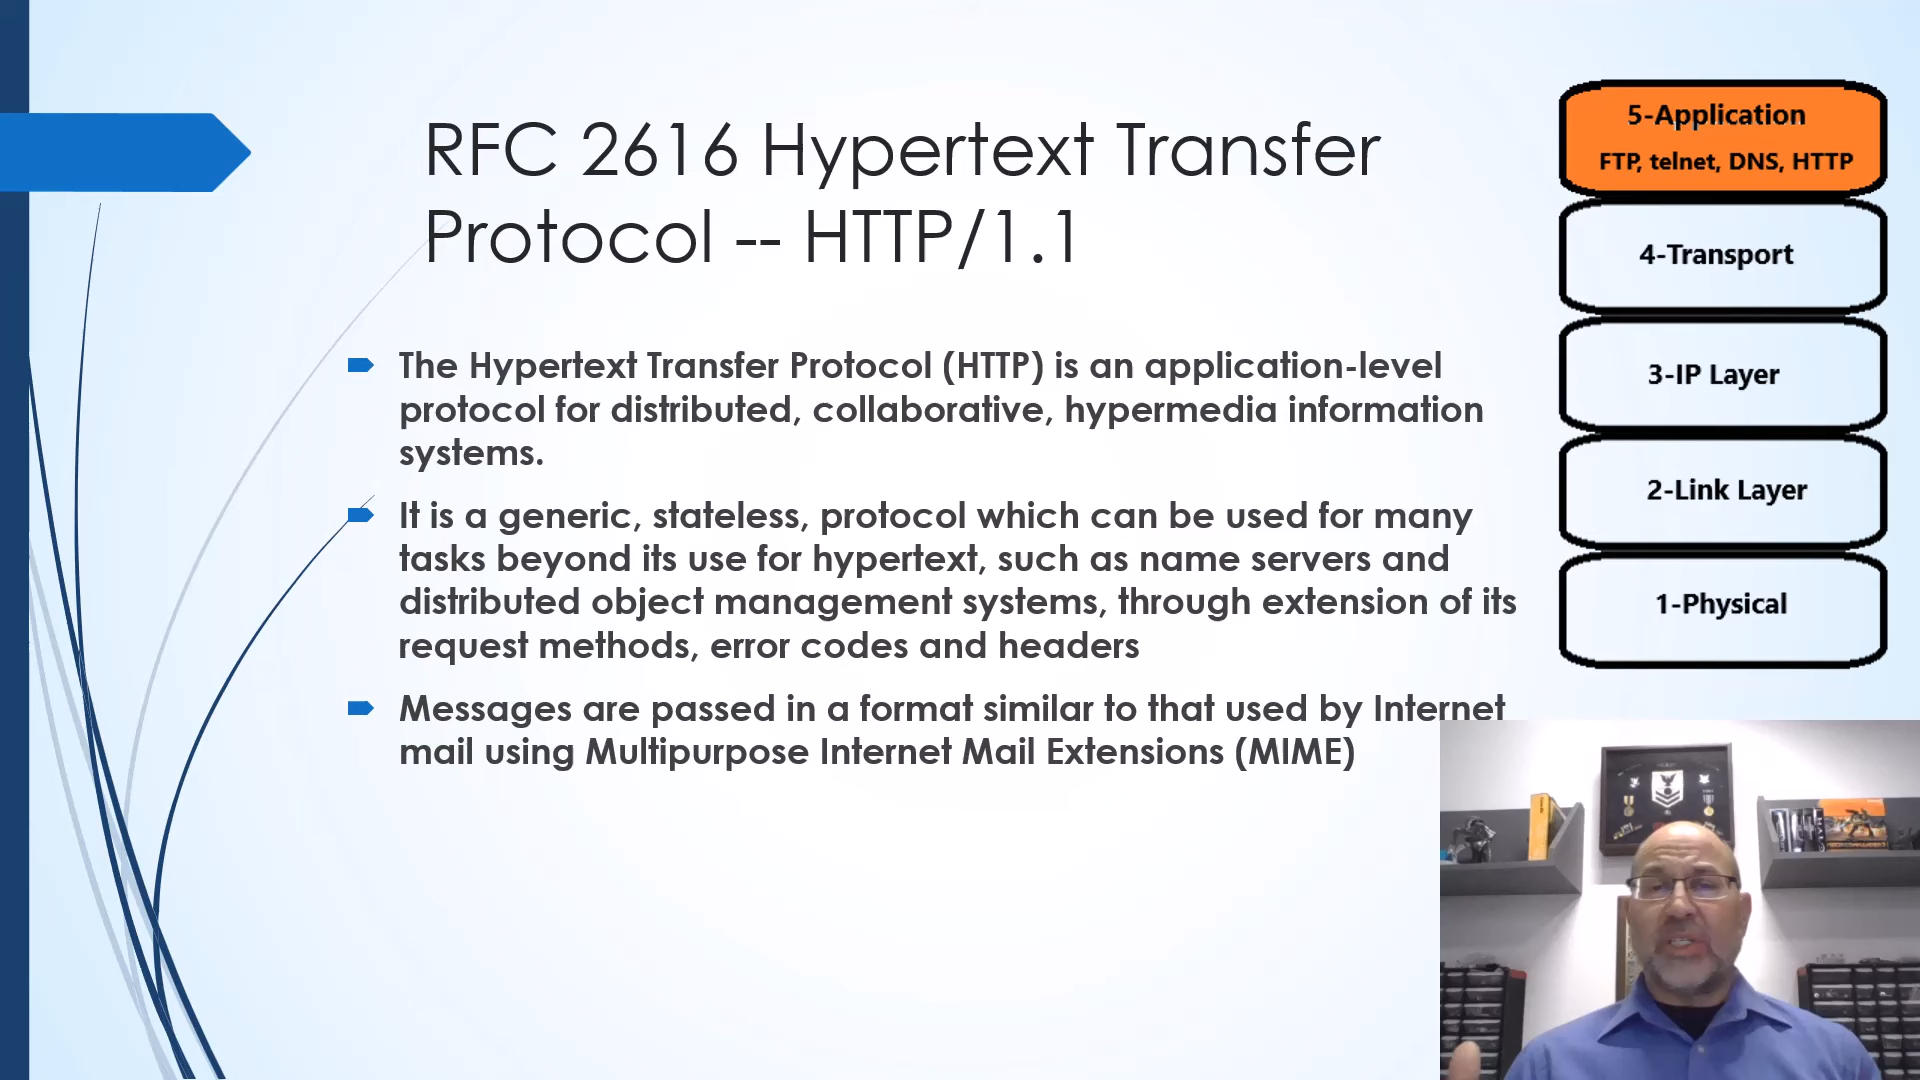 RFC 2616 Hypertext Transfer
Protocol -- HTTP/1.1
The Hypertext Transfer Protocol (HTTP) is an application-level
protocol for distributed, collaborative, hypermedia information
systems.
It is a generic, stateless, protocol which can be used for many
tasks beyond its use for hypertext, such as name servers and
distributed object management systems, through extension of its
request methods, error codes and headers
Messages are passed in a format similar to that used by Internet
mail using Multipurpose Internet Mail Extensions (MIME)
5-Application
FTP, telnet, DNS, HTTP
4-Transport
3-IP Layer
2-Link Layer
1-Physical